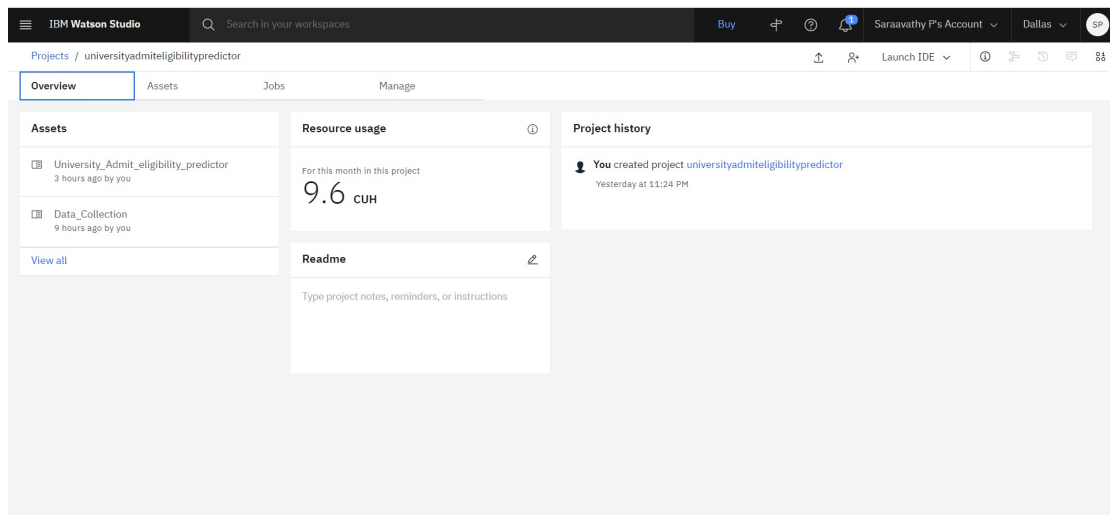 IBM Watson Studio
Search in your workspaces
Buy
1
Saraavathy P's Account
Dallas
SP
Projects / universityadmiteligibilitypredictor
Launch IDE
Overview
Assets
Jobs
Manage
Assets
University_Admit_eligibility_predictor
3 hours ago by you
Data_Collection
9 hours ago by you
View all
Resource usage
For this month in this project
9.6 CUH
Readme
Type project notes, reminders, or instructions
Project history
You created project universityadmiteligibilitypredictor
Yesterday at 11:24 PM